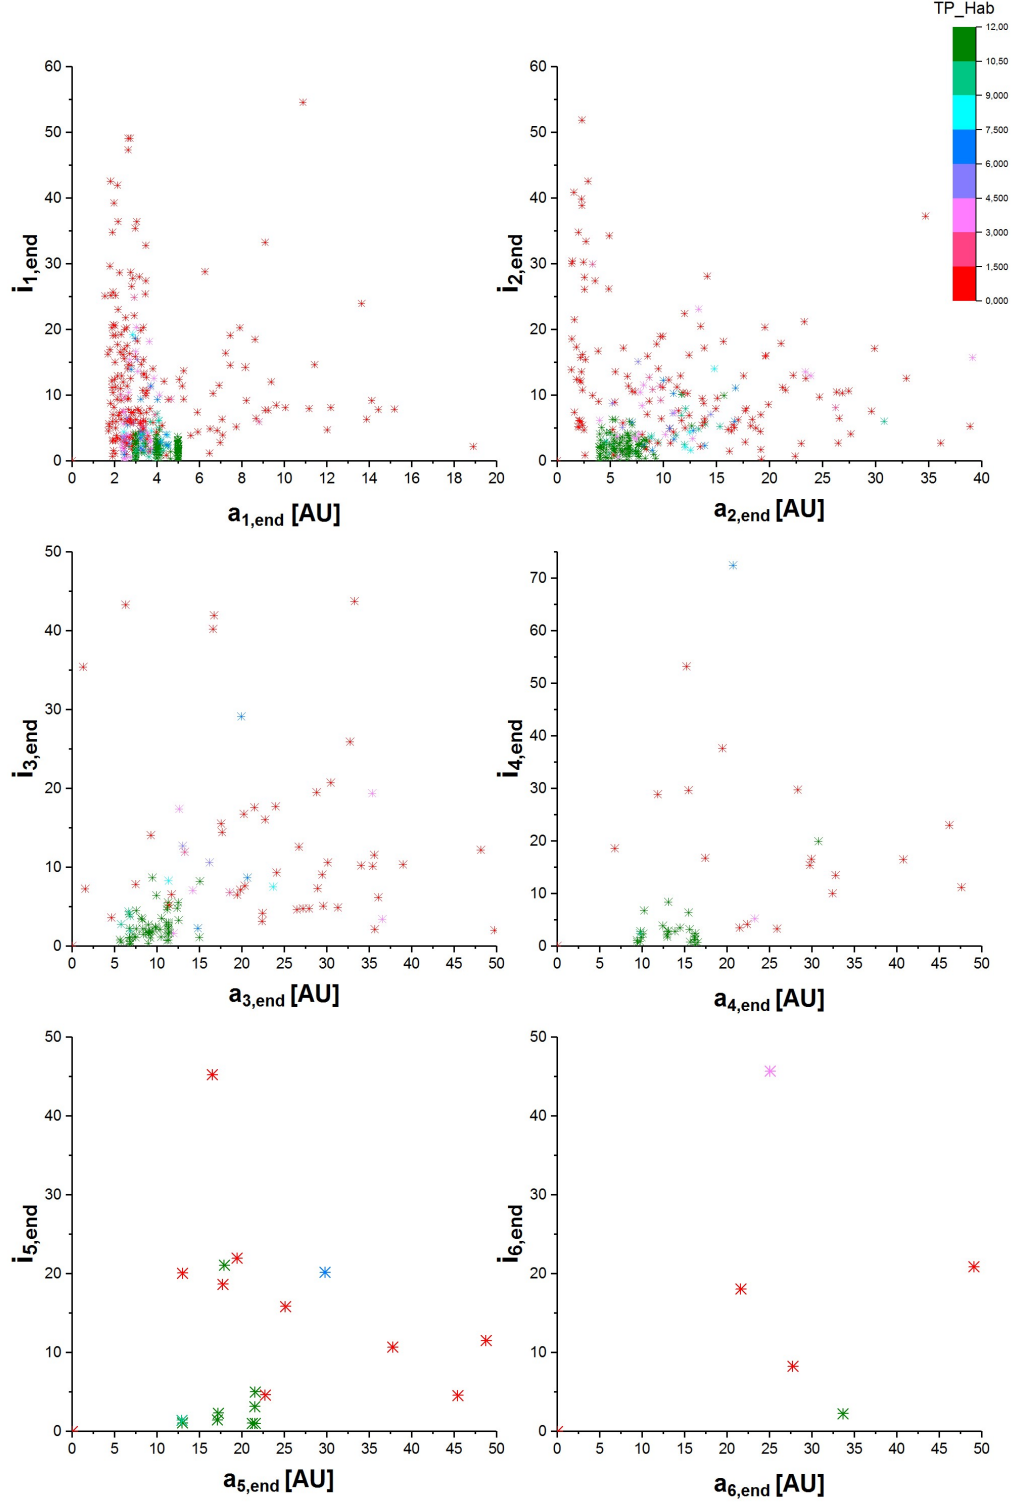 TP_Hab
12,00
10,50
9,000
7,500
6,000
4,500
3,000
1,500
0,000
60
50
40
30
20
10
0
i1,end
0 2 4 6 8 10 12 14 16 18 20
a1,end [AU]
60
50
40
30
20
10
0
i2,end
0 5 10 15 20 25 30 35 40
a2,end [AU]
50
40
30
20
10
0
i3,end
0 5 10 15 20 25 30 35 40 45 50
a3,end [AU]
70
60
50
40
30
20
10
0
i4,end
0 5 10 15 20 25 30 35 40 45 50
a4,end [AU]
50
40
30
20
10
0
i5,end
0 5 10 15 20 25 30 35 40 45 50
a5,end [AU]
50
40
30
20
10
0
i6,end
0 5 10 15 20 25 30 35 40 45 50
a6,end [AU]